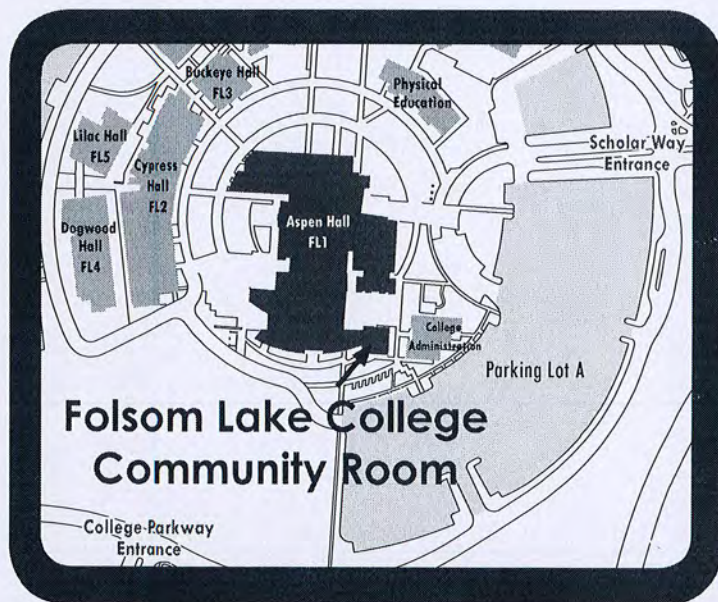 Buckeye Hall
FL3
Physical
Education
Lilac Hall
FL5
Cypress
Hall
FL2
Scholar Way
Entrance
Dogwood
Hall
FL4
Aspen Hall
FL1
College
Administration
Parking Lot A
Folsom Lake College
Community Room
College Parkway
Entrance